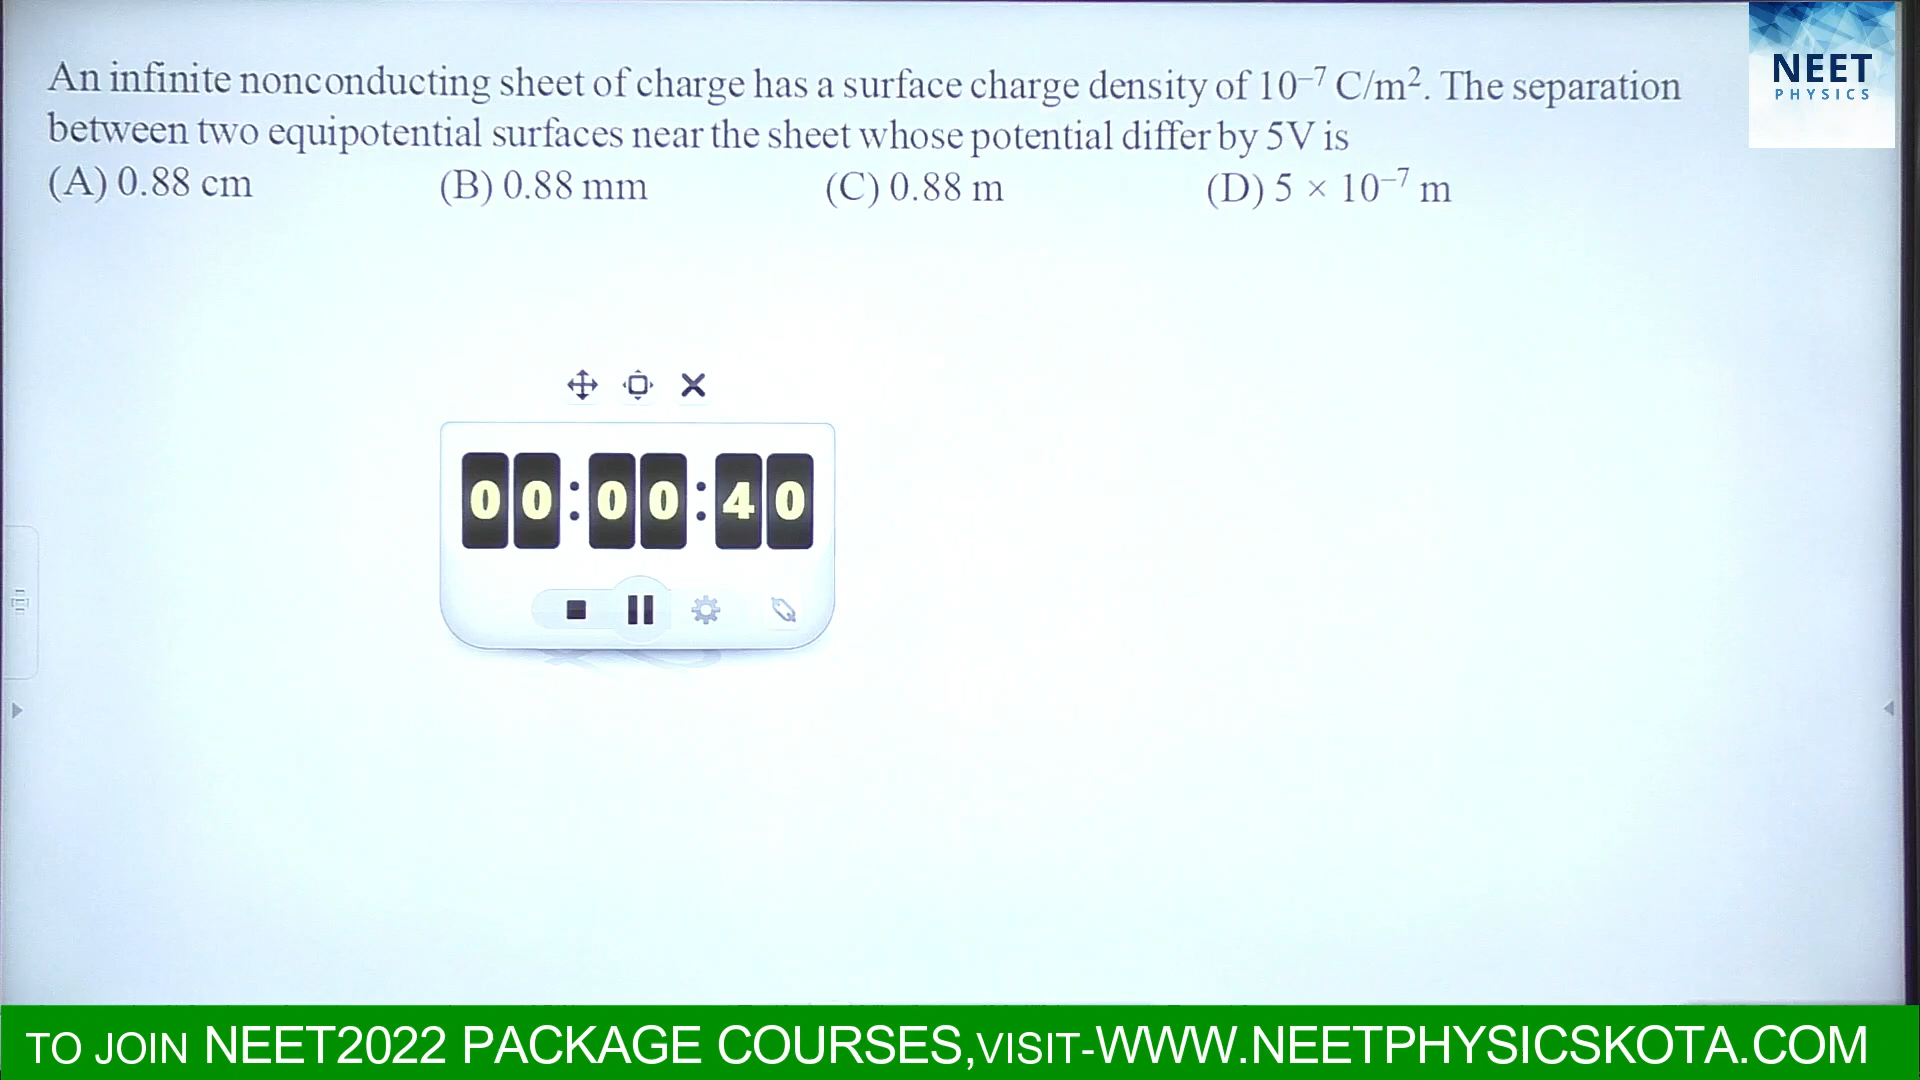 An infinite nonconducting sheet of charge has a surface charge density of 10⁻⁷ C/m². The separation
between two equipotential surfaces near the sheet whose potential differ by 5V is
(A) 0.88 cm (B) 0.88 mm (C) 0.88 m (D) 5 × 10⁻⁷ m
NEET
PHYSICS
00:00:40
TO JOIN NEET2022 PACKAGE COURSES,VISIT-WWW.NEETPHYSICSKOTA.COM